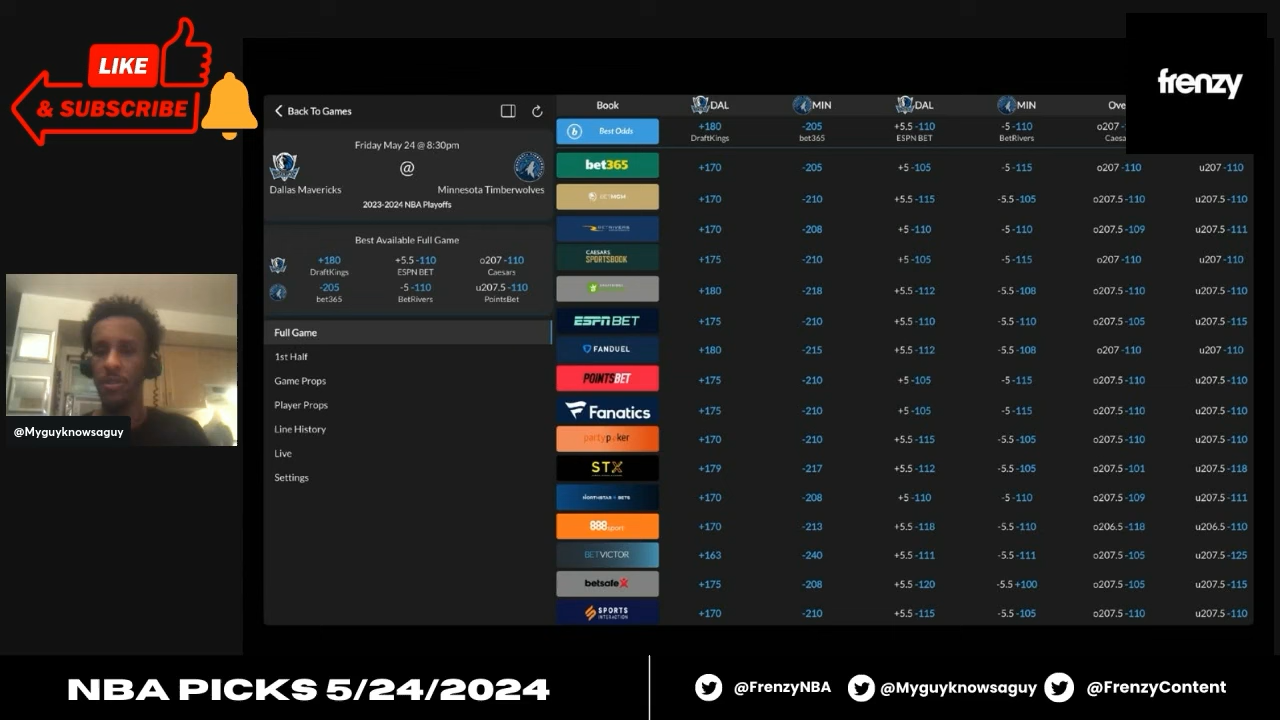 LIKE
& SUBSCRIBE
frenzy
Back To Games
Friday May 24 @ 8:30pm
@
Dallas Mavericks
Minnesota Timberwolves
2023-2024 NBA Playoffs
Best Available Full Game
+180 +5.5 -110 o207 -110
DraftKings ESPN BET Caesars
-205 -5 -110 u207.5 -110
bet365 BetRivers PointsBet
Full Game
1st Half
Game Props
Player Props
Line History
Live
Settings
Book DAL MIN DAL MIN Ove
Best Odds +180 -205 +5.5 -110 -5 -110 o207 -
DraftKings bet365 ESPN BET BetRivers Caesa
bet365 +170 -205 +5 -105 -5 -115 o207 -110 u207 -110
BETMGM +170 -210 +5.5 -115 -5.5 -105 o207.5 -110 u207.5 -110
BETRIVERS +170 -208 +5 -110 -5 -110 o207.5 -109 u207.5 -111
CAESARS SPORTSBOOK +175 -210 +5 -105 -5 -115 o207 -110 u207 -110
+180 -218 +5.5 -112 -5.5 -108 o207.5 -110 u207.5 -110
ESPN BET +175 -210 +5.5 -110 -5.5 -110 o207.5 -105 u207.5 -115
FANDUEL +180 -215 +5.5 -112 -5.5 -108 o207 -110 u207 -110
POINTSBET +175 -210 +5 -105 -5 -115 o207.5 -110 u207.5 -110
Fanatics +175 -210 +5 -105 -5 -115 o207.5 -110 u207.5 -110
partypoker +170 -210 +5.5 -115 -5.5 -105 o207.5 -110 u207.5 -110
STX +179 -217 +5.5 -112 -5.5 -105 o207.5 -101 u207.5 -118
NORTHSTAR BETS +170 -208 +5 -110 -5 -110 o207.5 -109 u207.5 -111
888sport +170 -213 +5.5 -118 -5.5 -110 o206.5 -118 u206.5 -110
BETVICTOR +163 -240 +5.5 -111 -5.5 -111 o207.5 -105 u207.5 -125
betsafe +175 -208 +5.5 -120 -5.5 +100 o207.5 -105 u207.5 -115
SPORTS INTERACTION +170 -210 +5.5 -115 -5.5 -105 o207.5 -110 u207.5 -110
@Myguyknowsaguy
NBA PICKS 5/24/2024
@FrenzyNBA @Myguyknowsaguy @FrenzyContent